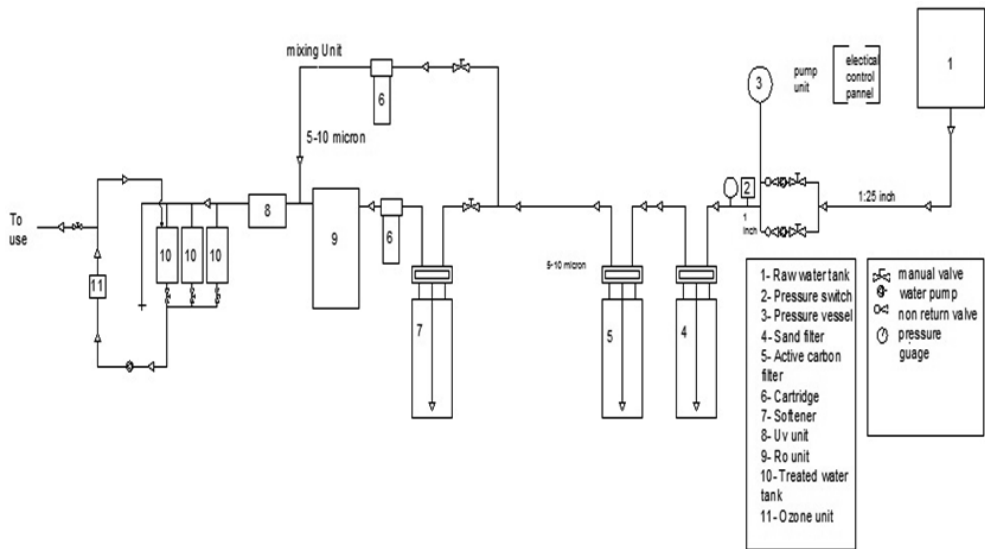 mixing Unit
6
5-10 micron
3
pump
unit
electical
control
pannel
1
2
1
inch
1:25 inch
To
use
11
10
10
10
8
9
6
7
5-10 micron
5
4
1- Raw water tank
2- Pressure switch
3- Pressure vessel
4- Sand filter
5- Active carbon
filter
6- Cartridge
7- Softener
8- Uv unit
9- Ro unit
10- Treated water
tank
11- Ozone unit
manual valve
water pump
non return valve
pressure
guage